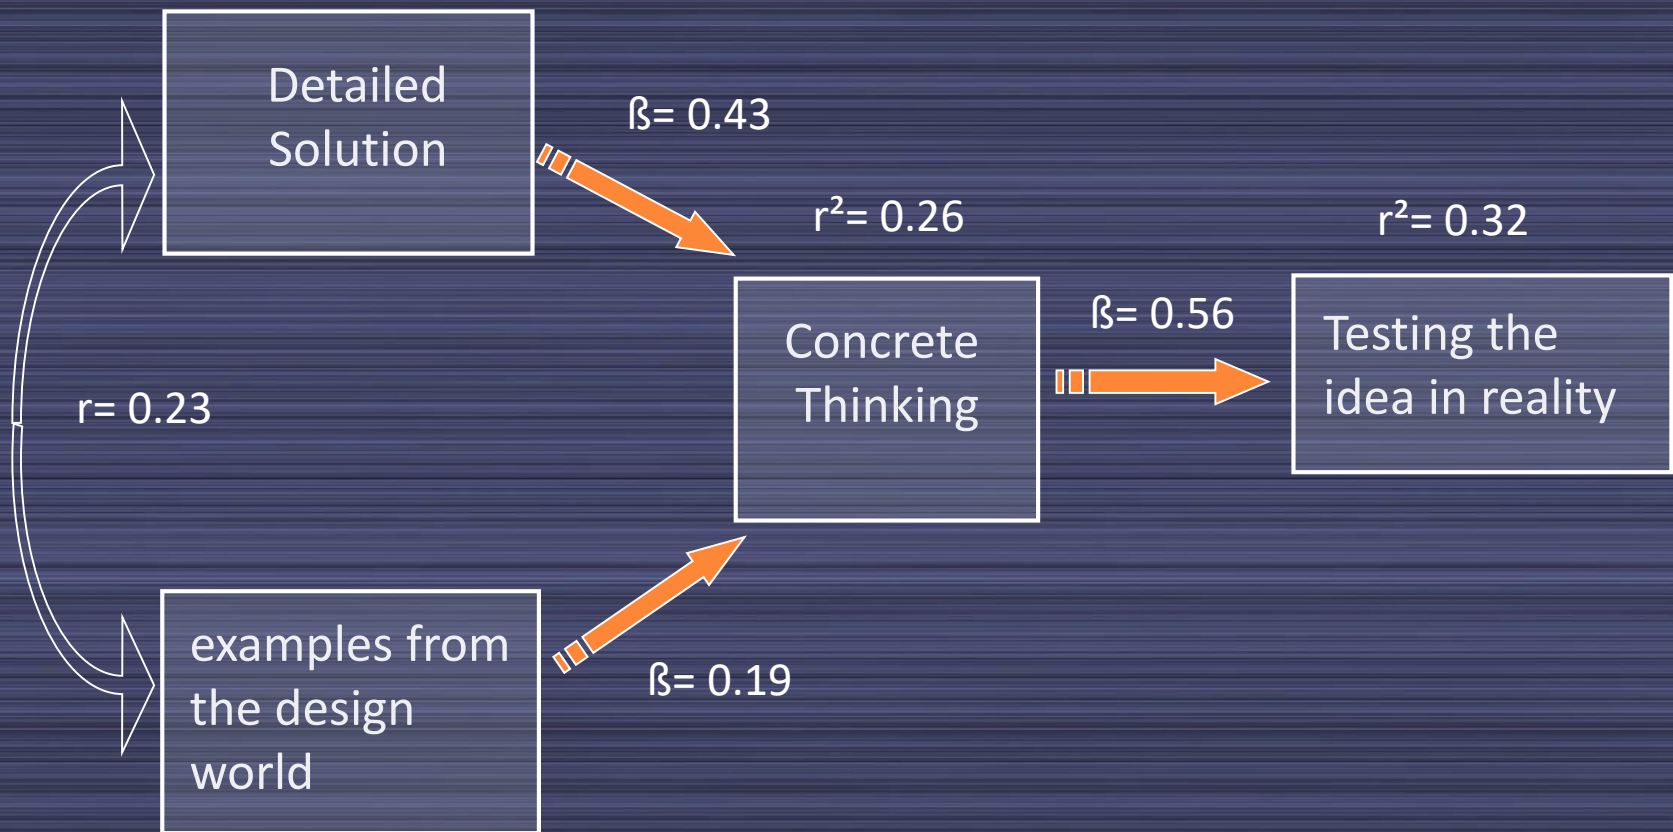 Detailed
Solution
ß= 0.43
r²= 0.26
r²= 0.32
ß= 0.56
Concrete
Thinking
Testing the
idea in reality
r= 0.23
examples from
the design
world
ß= 0.19